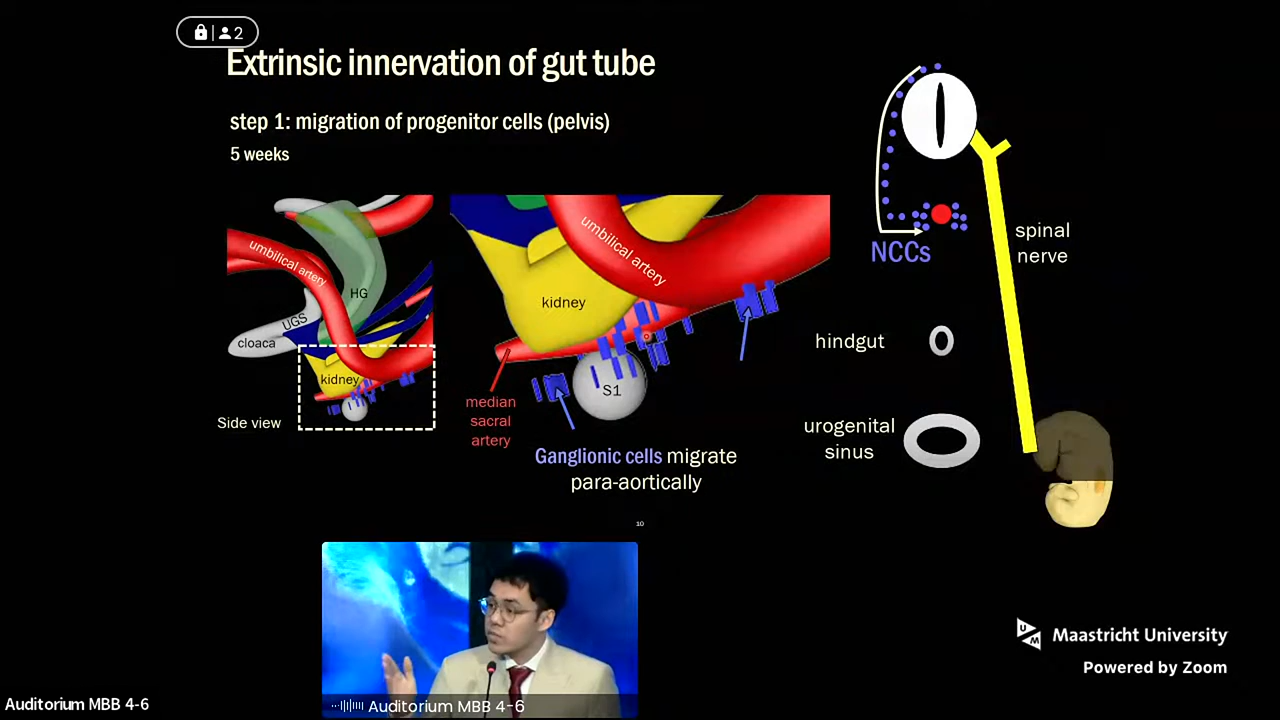 2
Extrinsic innervation of gut tube
step 1: migration of progenitor cells (pelvis)
5 weeks
umbilical artery
HG
UGS
cloaca
kidney
Side view
umbilical artery
kidney
S1
median
sacral
artery
Ganglionic cells migrate
para-aortically
NCCs
spinal
nerve
hindgut
urogenital
sinus
10
UM
Maastricht University
Powered by Zoom
Auditorium MBB 4-6
Auditorium MBB 4-6